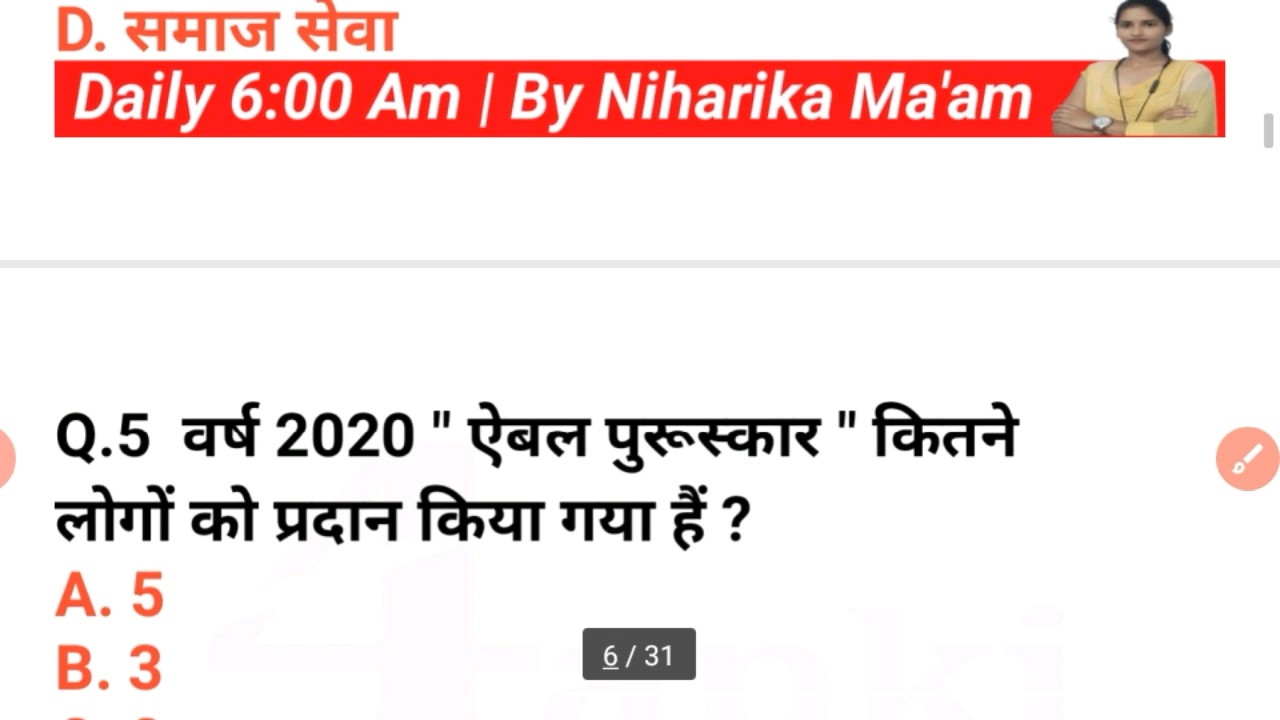 D. समाज सेवा
Daily 6:00 Am | By Niharika Ma'am
Q.5 वर्ष 2020 " ऐबल पुरूस्कार " कितने
लोगों को प्रदान किया गया हैं ?
A. 5
B. 3
6 / 31